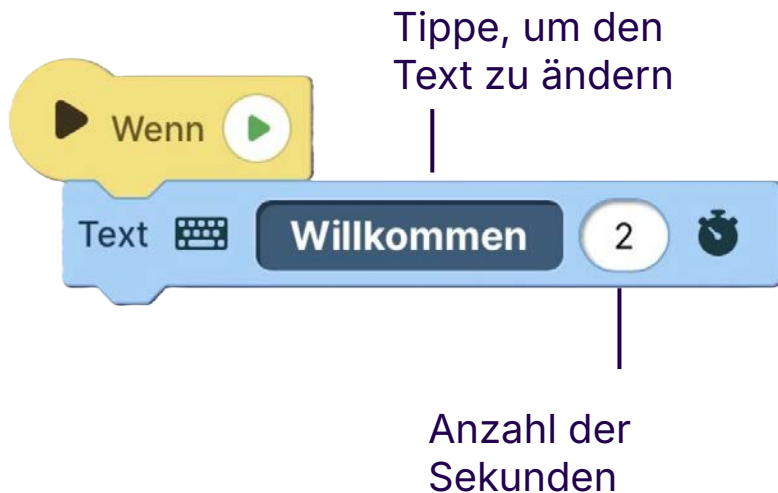 Tippe, um den
Text zu ändern
Wenn
Text Willkommen 2
Anzahl der
Sekunden